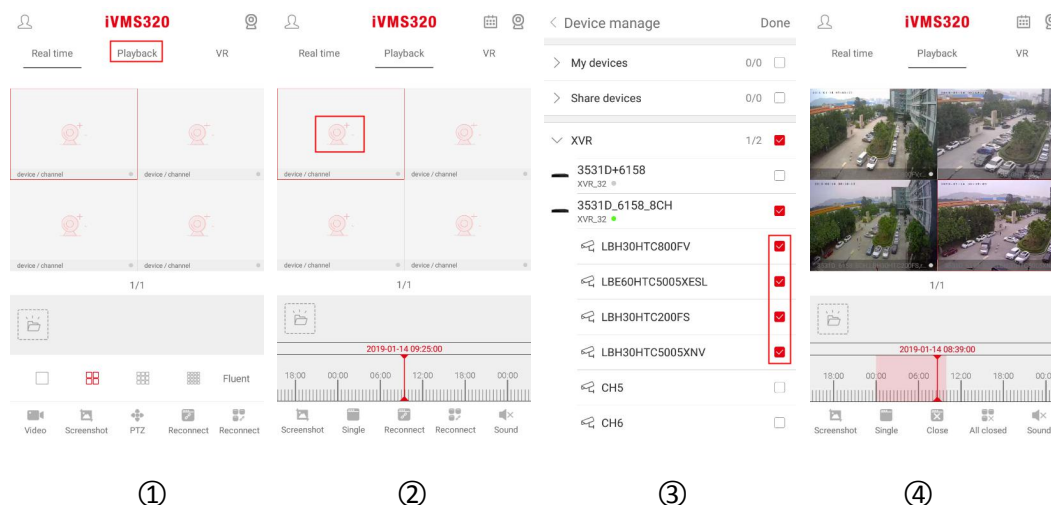 iVMS320
Real time Playback VR
device / channel device / channel
device / channel device / channel
1/1
Fluent
Video Screenshot PTZ Reconnect Reconnect
①
iVMS320
Real time Playback VR
device / channel device / channel
device / channel device / channel
1/1
2019-01-14 09:25:00
18:00 00:00 06:00 12:00 18:00 00:00
Screenshot Single Reconnect Reconnect Sound
②
< Device manage Done
> My devices 0/0
> Share devices 0/0
XVR 1/2
3531D+6158
XVR_32
3531D_6158_8CH
XVR_32
LBH30HTC800FV
LBE60HTC5005XESL
LBH30HTC200FS
LBH30HTC5005XNV
CH5
CH6
③
iVMS320
Real time Playback VR
1/1
2019-01-14 08:39:00
18:00 00:00 06:00 12:00 18:00
Screenshot Single Close All closed Sound
④